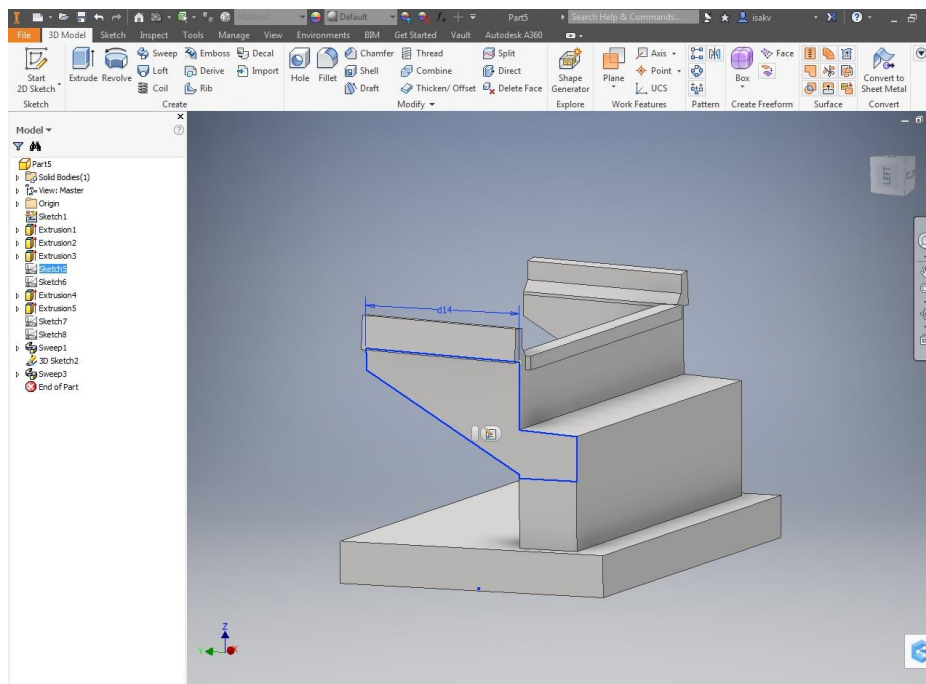 Material Default Part5 Search Help & Commands... isakv
File 3D Model Sketch Inspect Tools Manage View Environments BIM Get Started Vault Autodesk A360
Start 2D Sketch Extrude Revolve Sweep Emboss Decal Hole Fillet Chamfer Thread Split Shape Generator Plane Axis Box Face Convert to Sheet Metal
Loft Derive Import Shell Combine Direct Point
Coil Rib Draft Thicken/ Offset Delete Face UCS
Sketch Create Modify Explore Work Features Pattern Create Freeform Surface Convert
Model
Part5
Solid Bodies(1)
View: Master
Origin
Sketch1
Extrusion1
Extrusion2
Extrusion3
Sketch5
Sketch6
Extrusion4
Extrusion5
Sketch7
Sketch8
Sweep1
3D Sketch2
Sweep3
End of Part
LEFT
d14
Z
Y
X